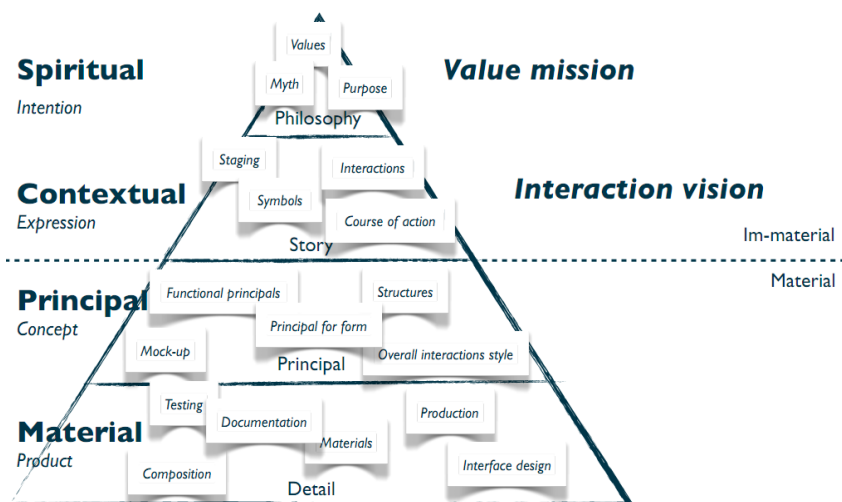 Values
Spiritual
Value mission
Myth
Purpose
Intention
Philosophy
Staging
Interactions
Contextual
Interaction vision
Symbols
Expression
Course of action
Story
Im-material
Material
Principal
Functional principals
Structures
Concept
Principal for form
Mock-up
Overall interactions style
Principal
Testing
Documentation
Production
Material
Materials
Product
Composition
Interface design
Detail